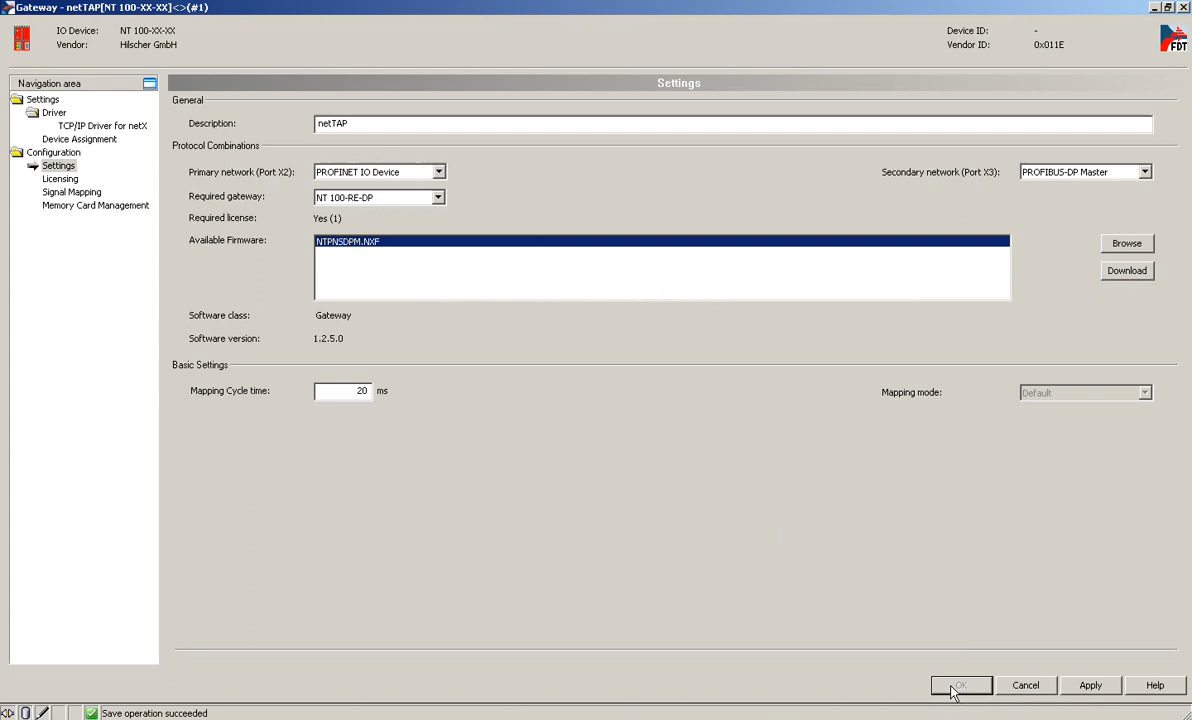 Gateway - netTAP[NT 100-XX-XX]<>(#1)
IO Device: NT 100-XX-XX
Vendor: Hilscher GmbH
Device ID: -
Vendor ID: 0x011E
FDT
Navigation area
Settings
Driver
TCP/IP Driver for netX
Device Assignment
Configuration
Settings
Licensing
Signal Mapping
Memory Card Management
Settings
General
Description: netTAP
Protocol Combinations
Primary network (Port X2): PROFINET IO Device
Secondary network (Port X3): PROFIBUS-DP Master
Required gateway: NT 100-RE-DP
Required license: Yes (1)
Available Firmware: NTPNSDPM.NXF
Browse
Download
Software class: Gateway
Software version: 1.2.5.0
Basic Settings
Mapping Cycle time: 20 ms
Mapping mode: Default
OK Cancel Apply Help
Save operation succeeded